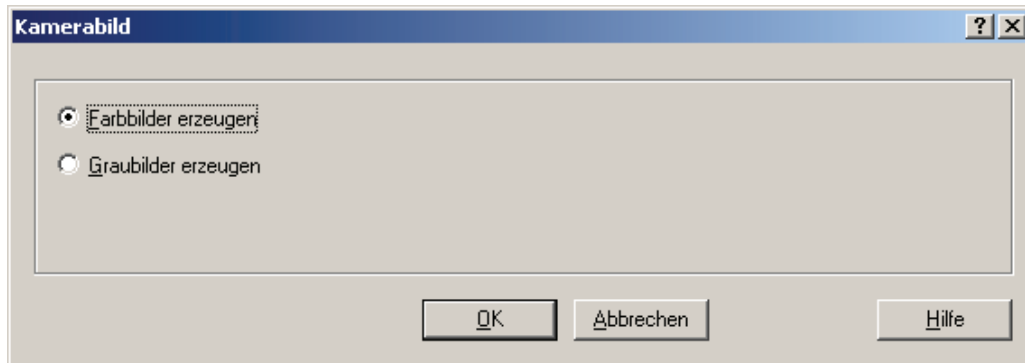 Kamerabild
Farbbilder erzeugen
Graubilder erzeugen
OK Abbrechen Hilfe